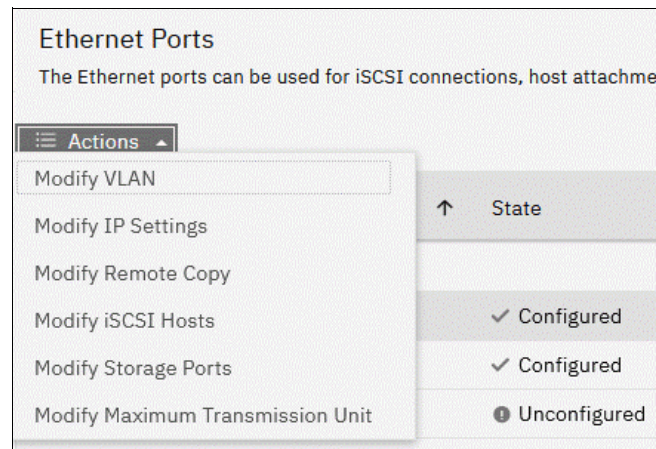 Ethernet Ports
The Ethernet ports can be used for iSCSI connections, host attachme
Actions
Modify VLAN
Modify IP Settings
State
Modify Remote Copy
Modify iSCSI Hosts
Configured
Modify Storage Ports
Configured
Modify Maximum Transmission Unit
Unconfigured